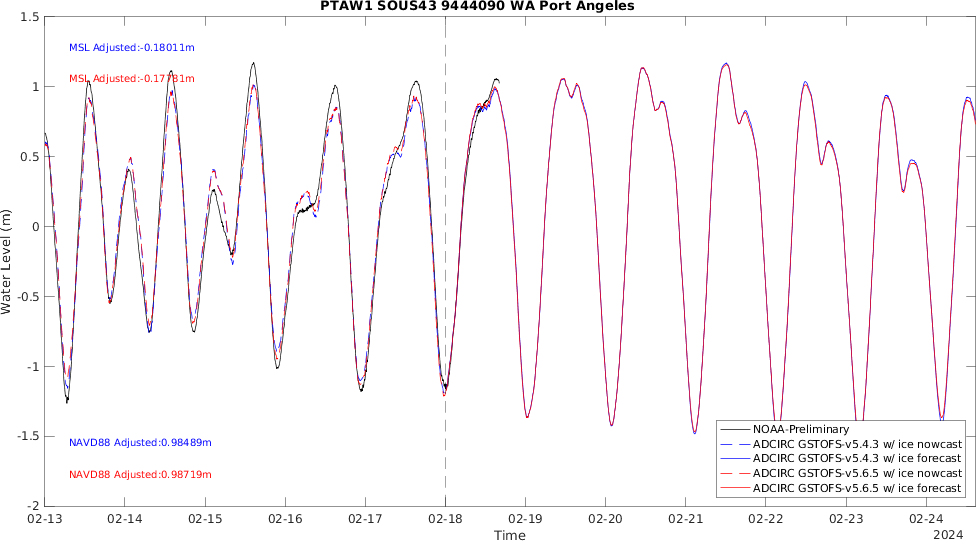 PTAW1 SOUS43 9444090 WA Port Angeles
1.5
1
0.5
0
-0.5
-1
-1.5
-2
Water Level (m)
MSL Adjusted:-0.18011m
MSL Adjusted:-0.17731m
NAVD88 Adjusted:0.98489m
NAVD88 Adjusted:0.98719m
NOAA-Preliminary
ADCIRC GSTOFS-v5.4.3 w/ ice nowcast
ADCIRC GSTOFS-v5.4.3 w/ ice forecast
ADCIRC GSTOFS-v5.6.5 w/ ice nowcast
ADCIRC GSTOFS-v5.6.5 w/ ice forecast
02-13 02-14 02-15 02-16 02-17 02-18 02-19 02-20 02-21 02-22 02-23 02-24
Time
2024